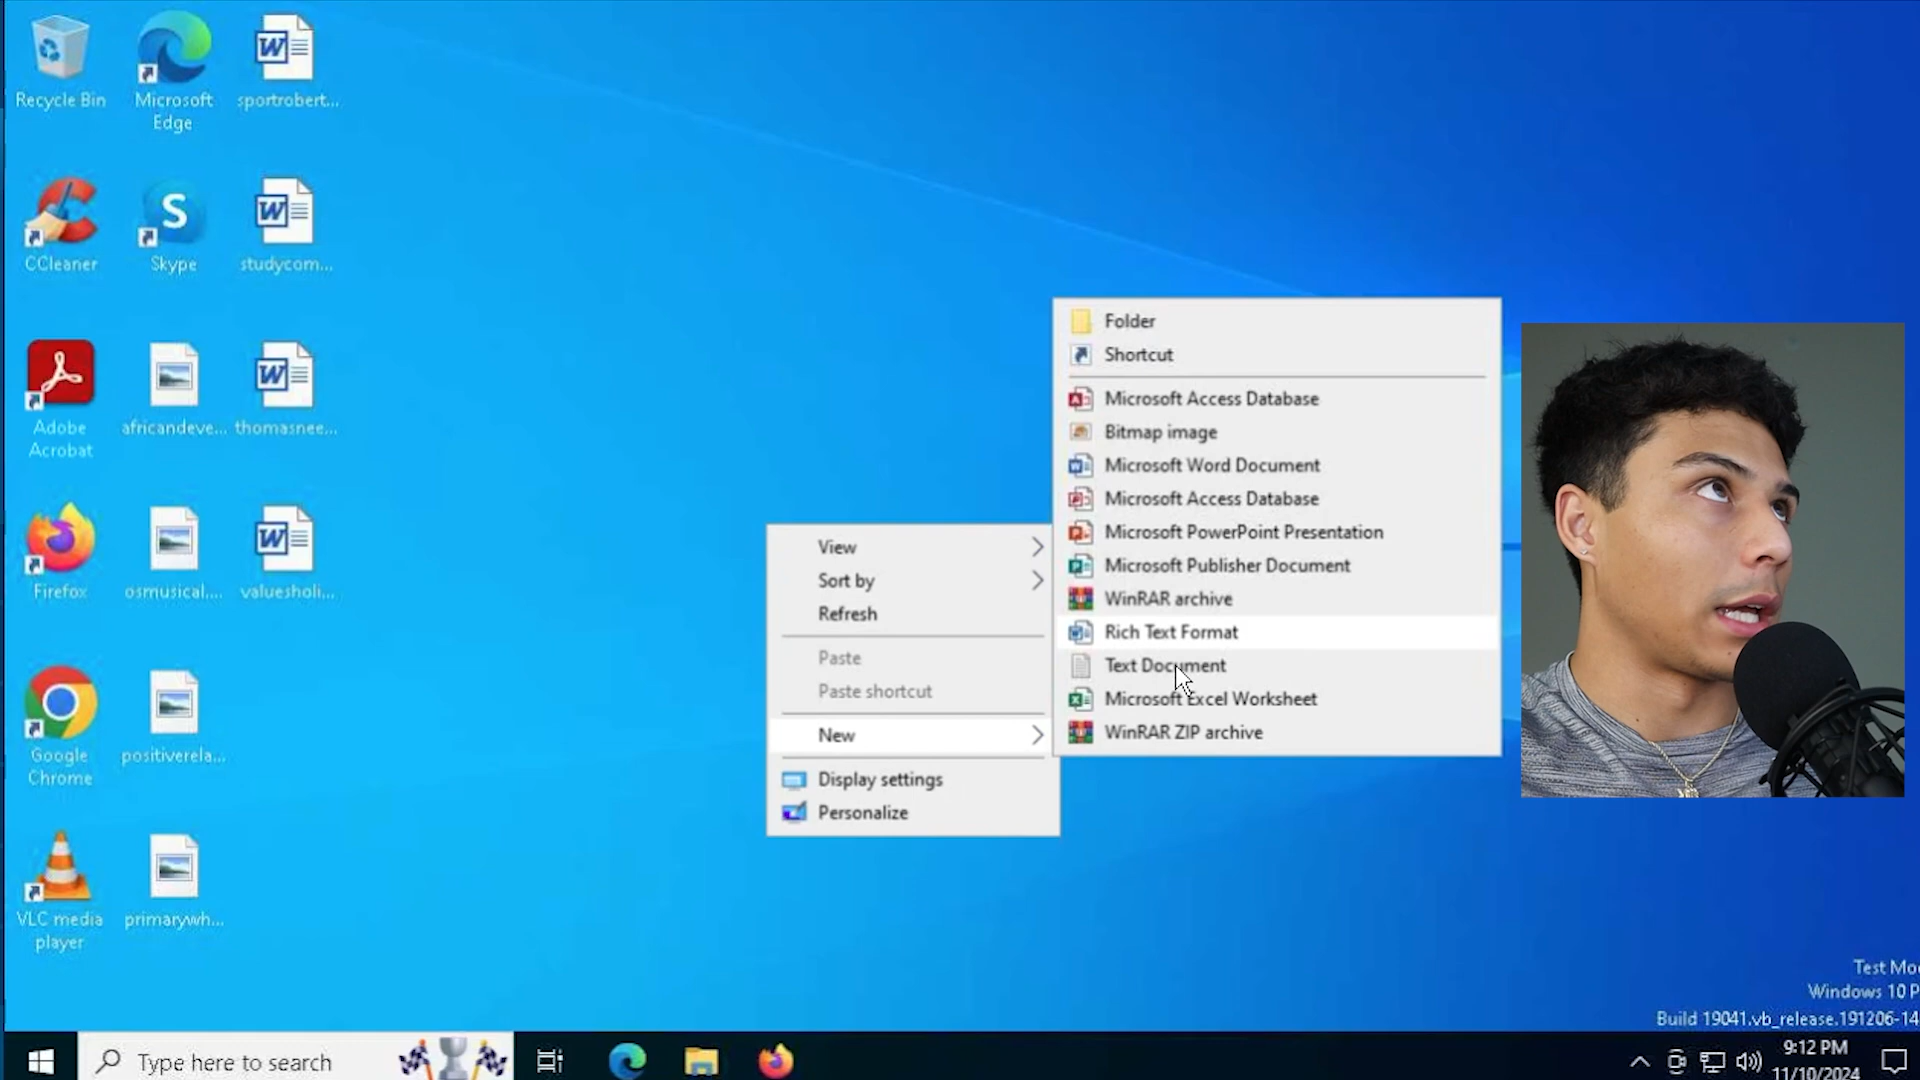 Recycle Bin
Microsoft
Edge
sportrobert...
CCleaner
Skype
studycom...
Adobe
Acrobat
africandeve...
thomasnee...
Firefox
osmusical....
valuesholi...
Google
Chrome
positiverela...
VLC media
player
primarywh...
View
Sort by
Refresh
Paste
Paste shortcut
New
Display settings
Personalize
Folder
Shortcut
Microsoft Access Database
Bitmap image
Microsoft Word Document
Microsoft Access Database
Microsoft PowerPoint Presentation
Microsoft Publisher Document
WinRAR archive
Rich Text Format
Text Document
Microsoft Excel Worksheet
WinRAR ZIP archive
Test Mo
Windows 10 P
Build 19041.vb_release.191206-14
Type here to search
9:12 PM
11/10/2024